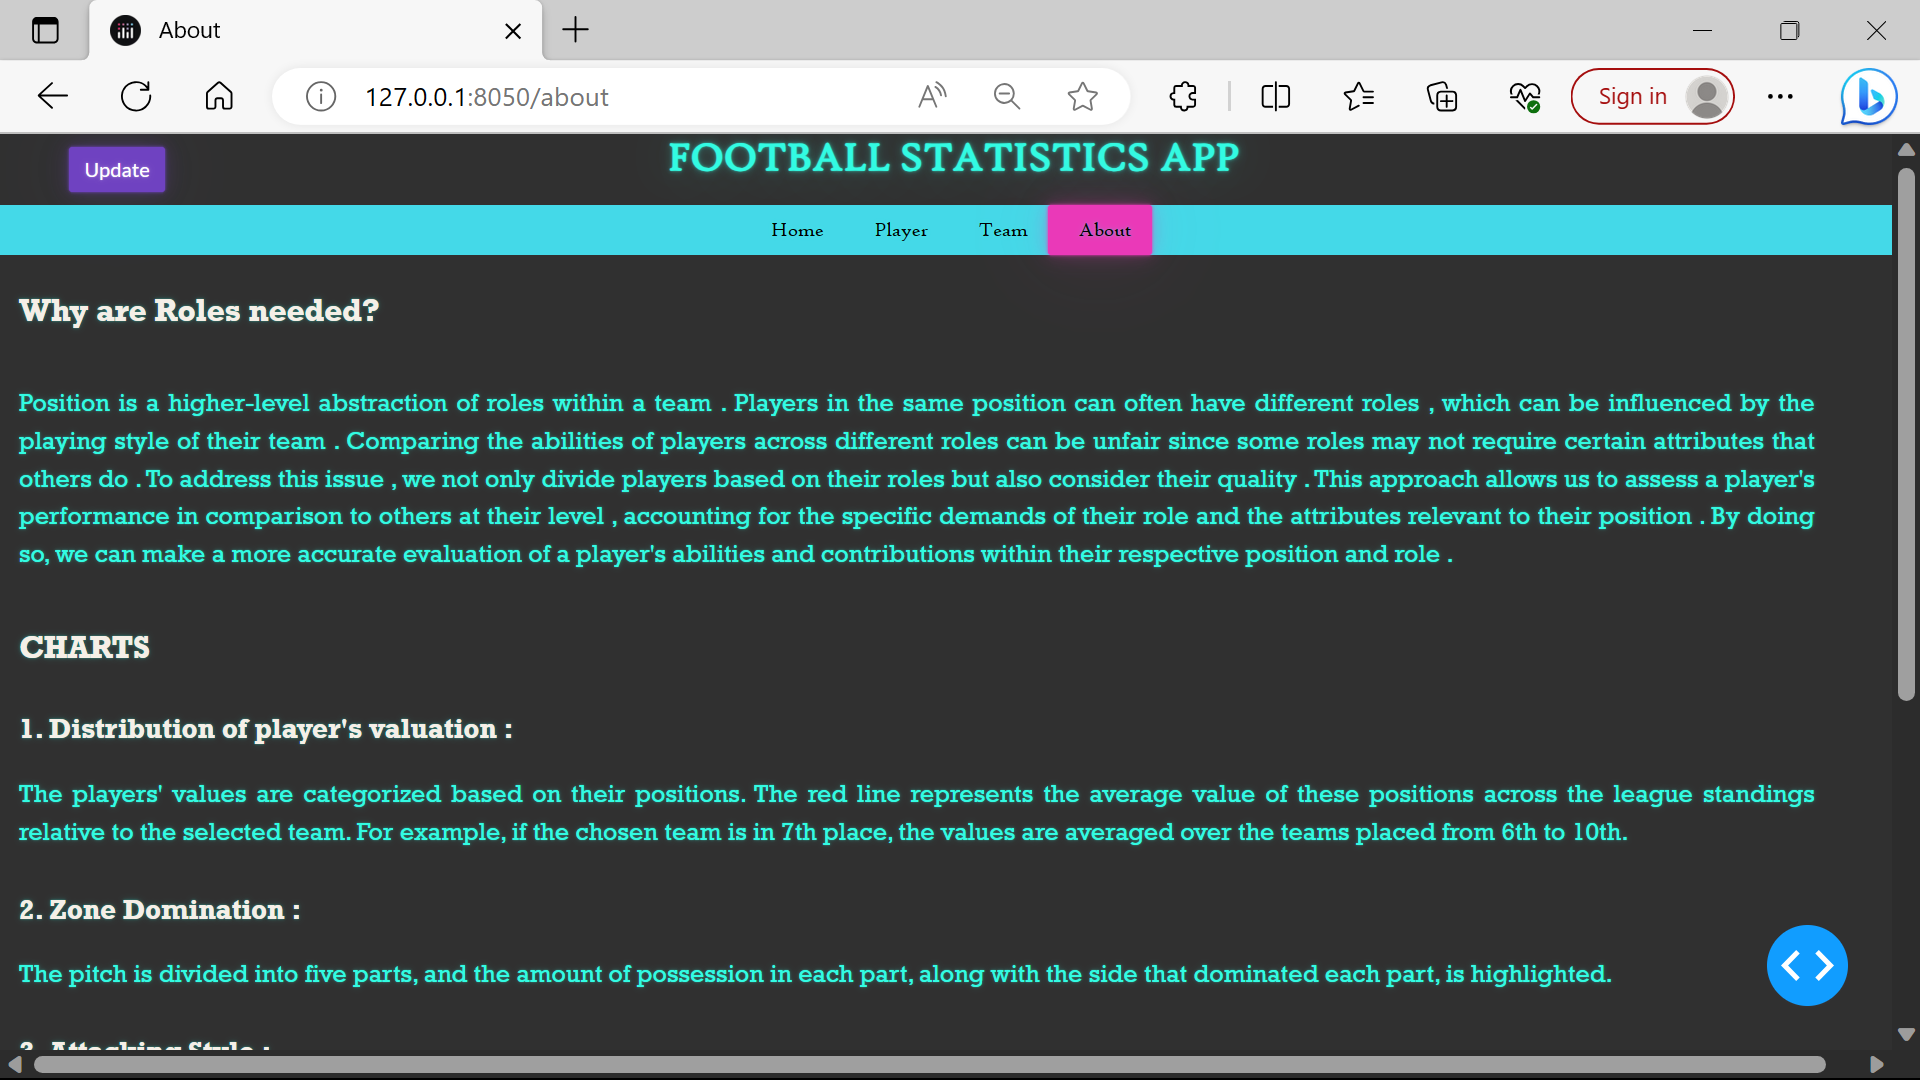 About
127.0.0.1:8050/about
Sign in
Update
FOOTBALL STATISTICS APP
Home Player Team About
Why are Roles needed?
Position is a higher-level abstraction of roles within a team . Players in the same position can often have different roles , which can be influenced by the
playing style of their team . Comparing the abilities of players across different roles can be unfair since some roles may not require certain attributes that
others do . To address this issue , we not only divide players based on their roles but also consider their quality . This approach allows us to assess a player's
performance in comparison to others at their level , accounting for the specific demands of their role and the attributes relevant to their position . By doing
so, we can make a more accurate evaluation of a player's abilities and contributions within their respective position and role .
CHARTS
1. Distribution of player's valuation :
The players' values are categorized based on their positions. The red line represents the average value of these positions across the league standings
relative to the selected team. For example, if the chosen team is in 7th place, the values are averaged over the teams placed from 6th to 10th.
2. Zone Domination :
The pitch is divided into five parts, and the amount of possession in each part, along with the side that dominated each part, is highlighted.
3. Attacking Style :